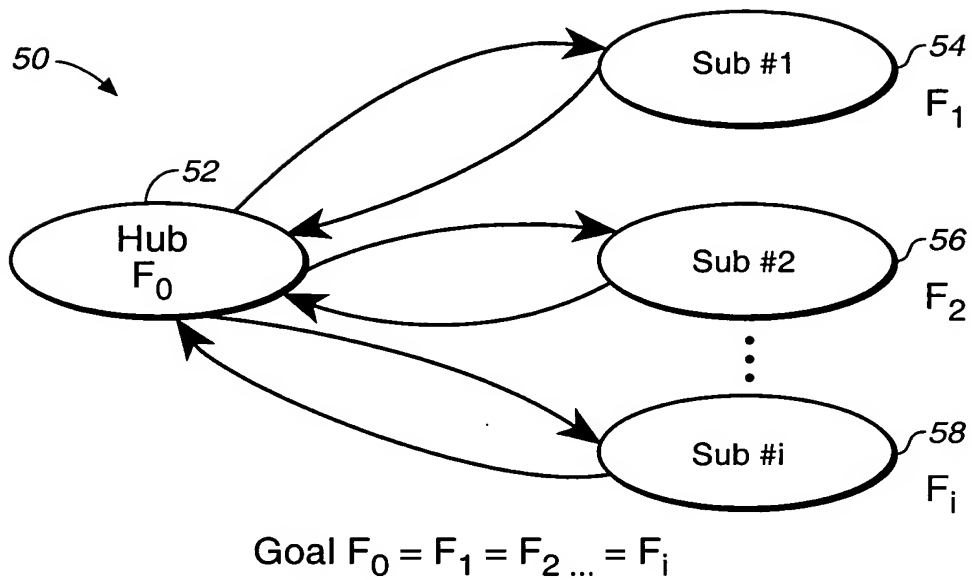 50
Sub #1
54
F₁
52
Hub
F₀
Sub #2
56
F₂
Sub #i
58
Fᵢ
Goal F₀ = F₁ = F₂ ... = Fᵢ